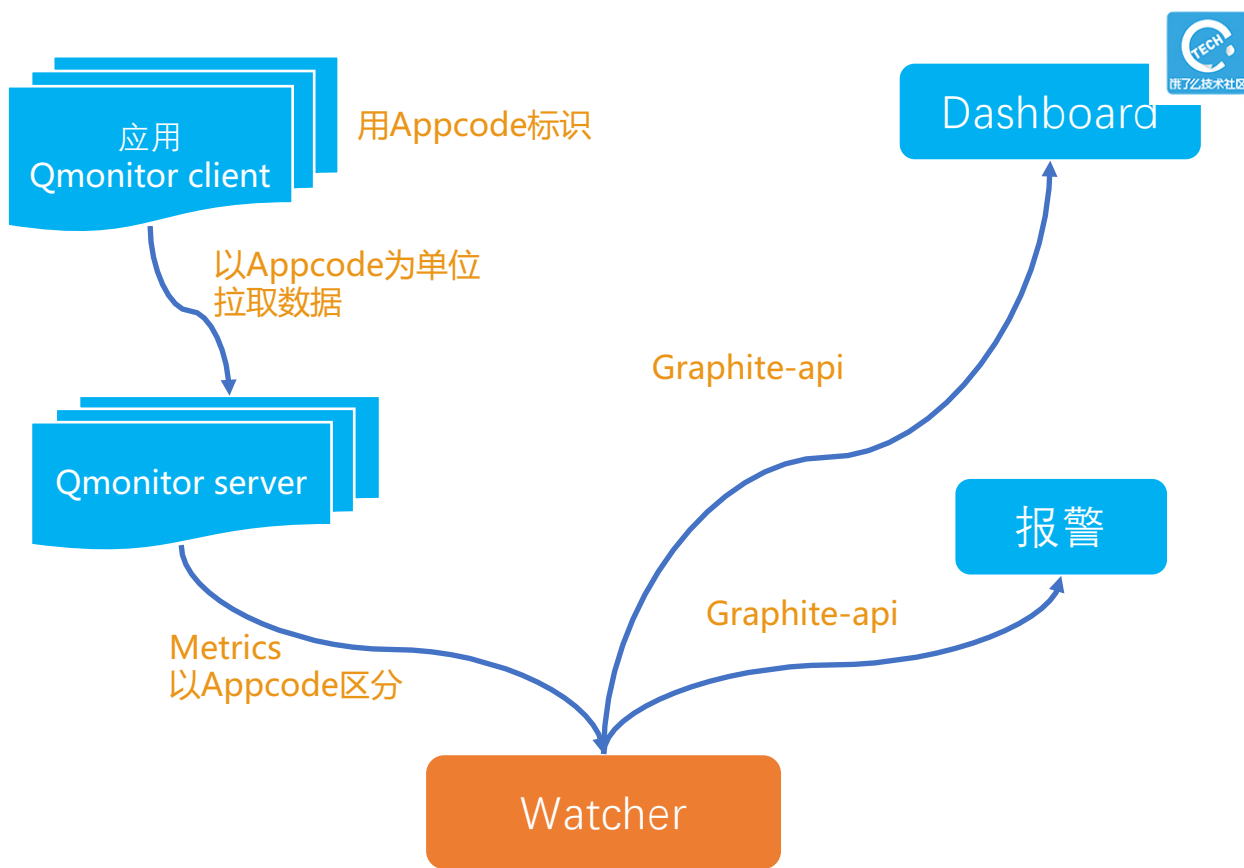 TECH
饿了么技术社区
应用
Qmonitor client
用Appcode标识
Dashboard
以Appcode为单位
拉取数据
Graphite-api
Qmonitor server
报警
Graphite-api
Metrics
以Appcode区分
Watcher